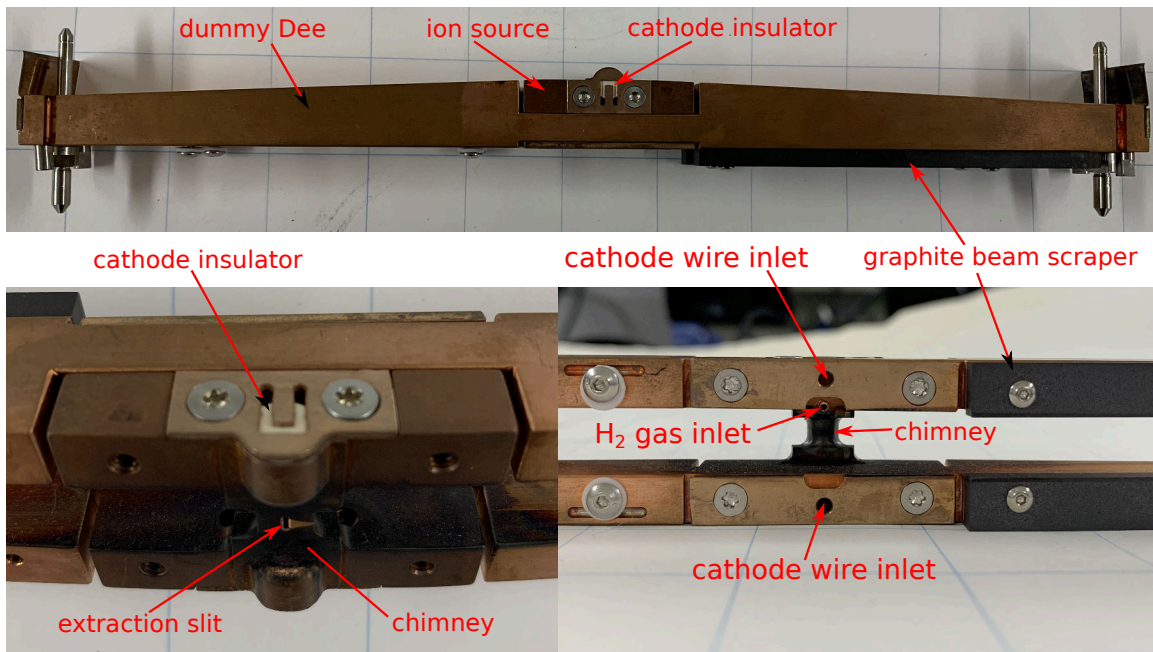 dummy Dee
ion source
cathode insulator
cathode insulator
cathode wire inlet
graphite beam scraper
H₂ gas inlet
chimney
cathode wire inlet
extraction slit
chimney